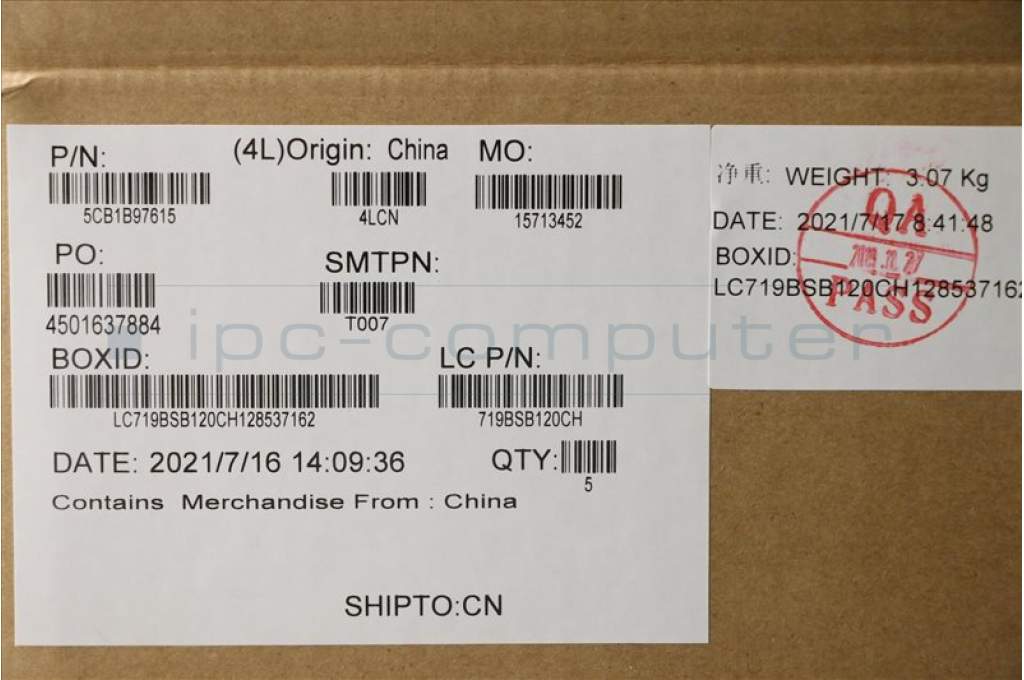 P/N:
5CB1B97615
(4L)Origin: China
4LCN
MO:
15713452
PO:
4501637884
SMTPN:
T007
BOXID:
LC719BSB120CH128537162
LC P/N:
719BSB120CH
DATE: 2021/7/16 14:09:36
QTY:
5
Contains Merchandise From : China
SHIPTO:CN
净重: WEIGHT: 3.07 Kg
DATE: 2021/7/17 8:41:48
BOXID:
LC719BSB120CH128537162
QA
PASS
ipc-computer